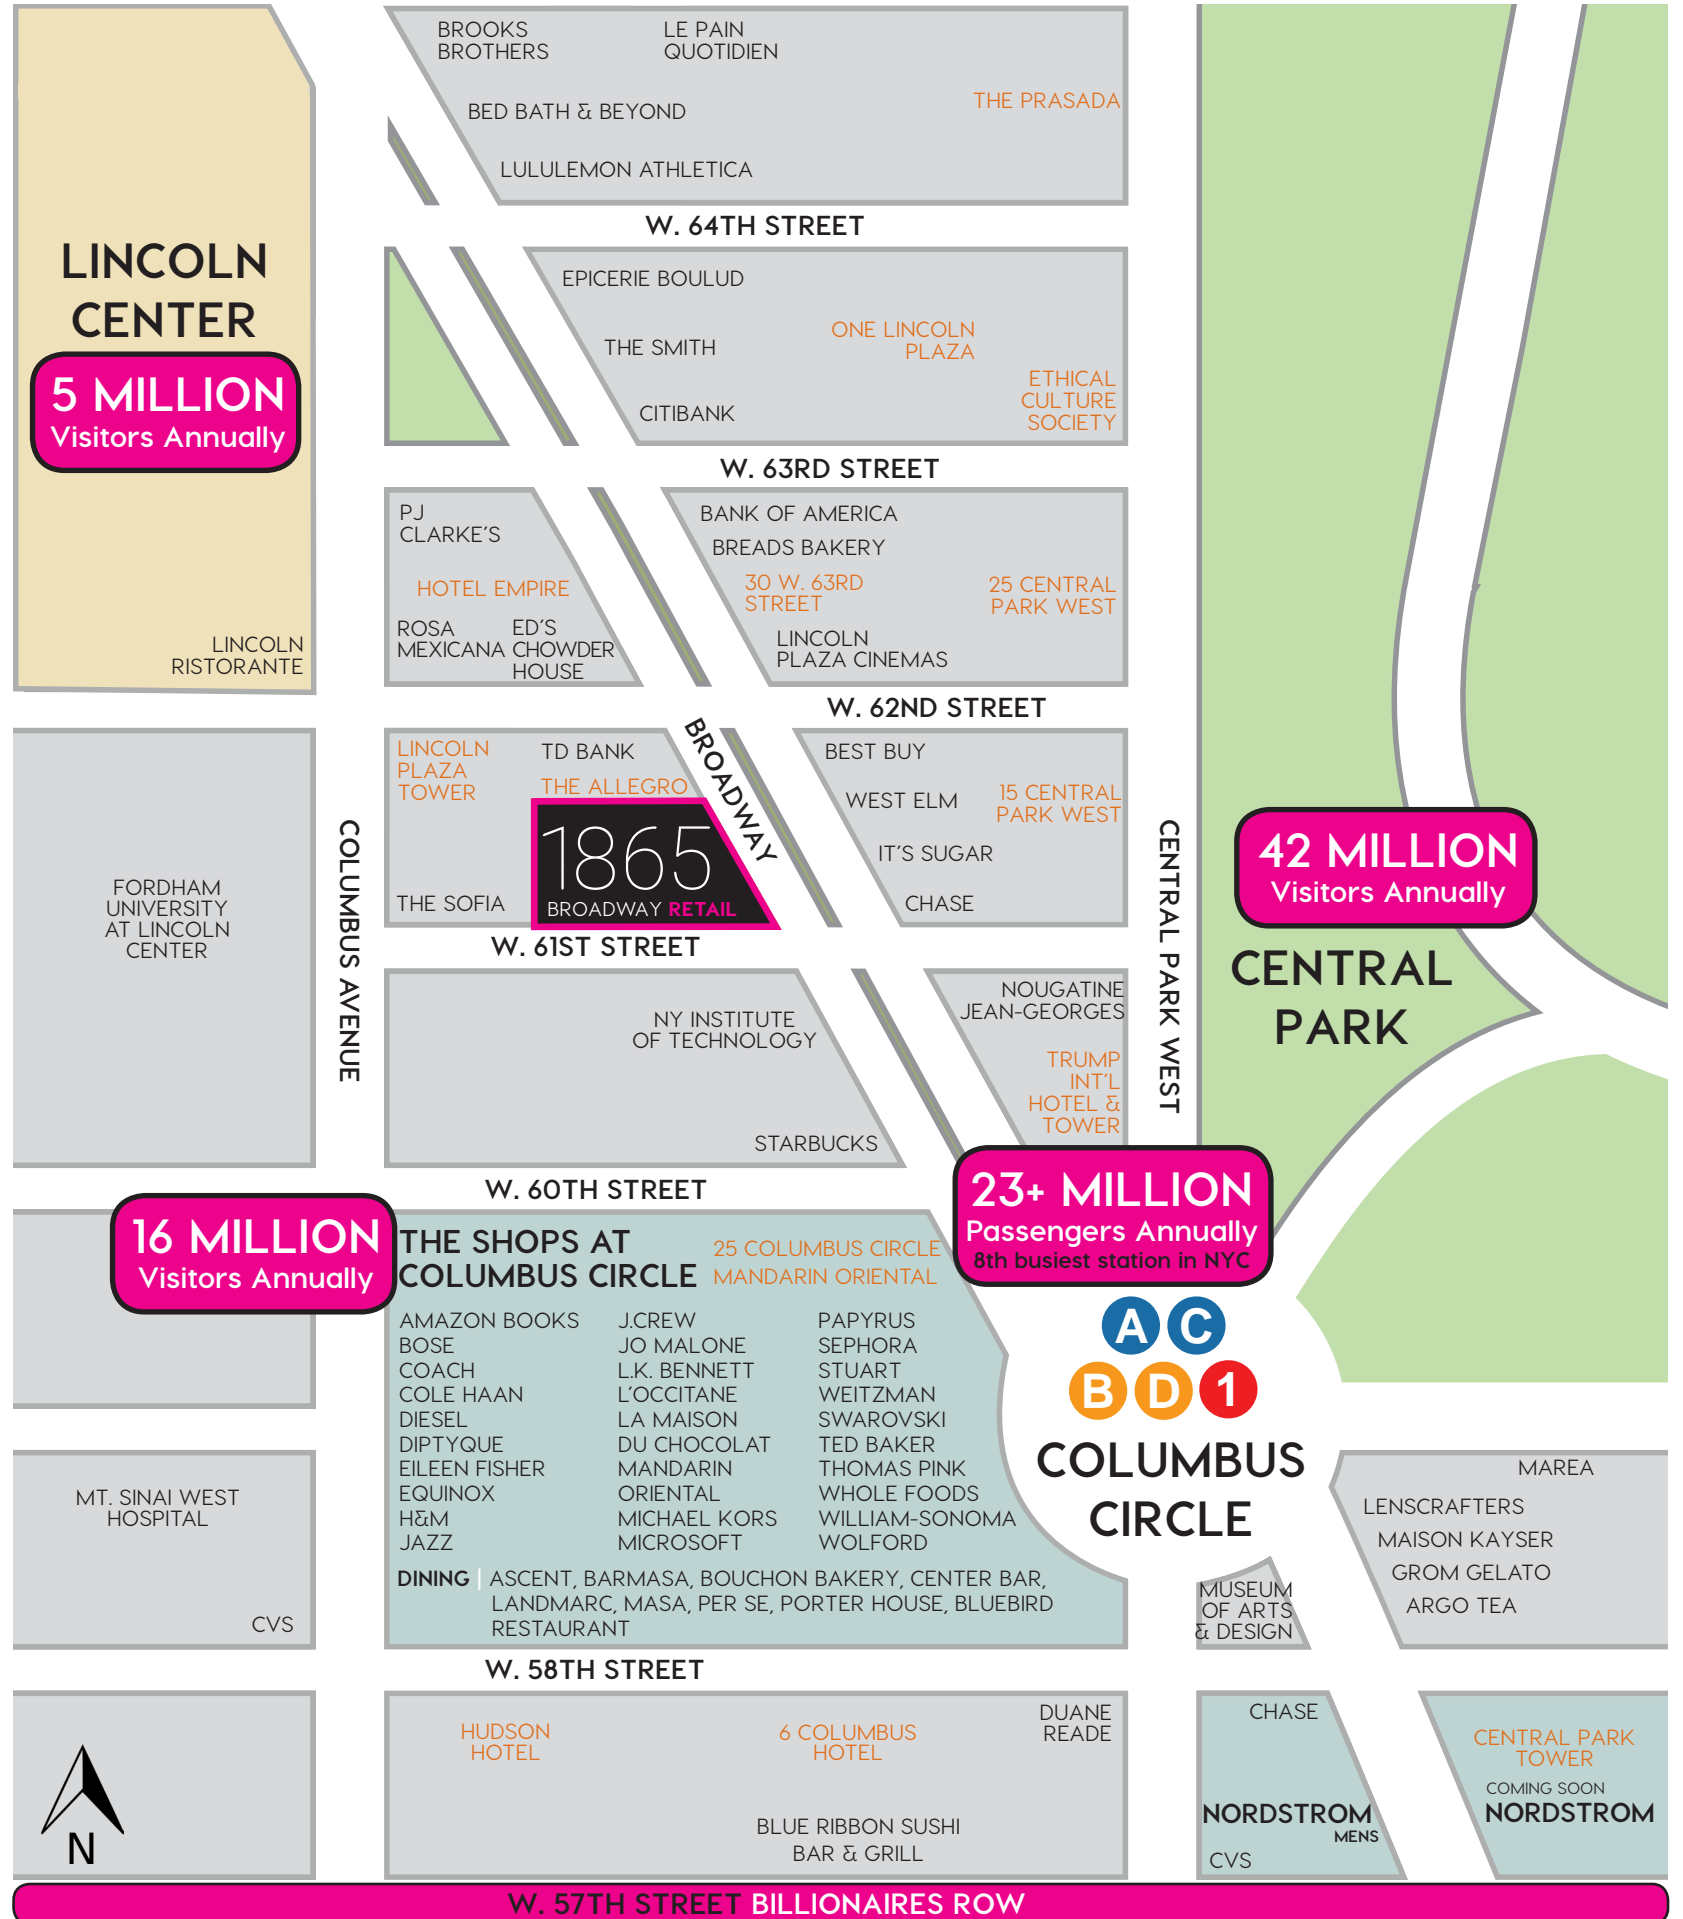 BROOKS
BROTHERS
LE PAIN
QUOTIDIEN
THE PRASADA
BED BATH & BEYOND
LULULEMON ATHLETICA
W. 64TH STREET
LINCOLN
CENTER
5 MILLION
Visitors Annually
LINCOLN
RISTORANTE
EPICERIE BOULUD
THE SMITH
ONE LINCOLN
PLAZA
ETHICAL
CULTURE
SOCIETY
CITIBANK
W. 63RD STREET
PJ
CLARKE'S
HOTEL EMPIRE
ROSA
MEXICANA
ED'S
CHOWDER
HOUSE
BANK OF AMERICA
BREADS BAKERY
30 W. 63RD
STREET
25 CENTRAL
PARK WEST
LINCOLN
PLAZA CINEMAS
W. 62ND STREET
LINCOLN
PLAZA
TOWER
TD BANK
THE ALLEGRO
1865
BROADWAY RETAIL
THE SOFIA
BROADWAY
BEST BUY
WEST ELM
15 CENTRAL
PARK WEST
IT'S SUGAR
CHASE
COLUMBUS AVENUE
CENTRAL PARK WEST
42 MILLION
Visitors Annually
CENTRAL
PARK
FORDHAM
UNIVERSITY
AT LINCOLN
CENTER
W. 61ST STREET
NY INSTITUTE
OF TECHNOLOGY
STARBUCKS
NOUGATINE
JEAN-GEORGES
TRUMP
INT'L
HOTEL &
TOWER
W. 60TH STREET
23+ MILLION
Passengers Annually
8th busiest station in NYC
16 MILLION
Visitors Annually
THE SHOPS AT
COLUMBUS CIRCLE
25 COLUMBUS CIRCLE
MANDARIN ORIENTAL
AMAZON BOOKS
BOSE
COACH
COLE HAAN
DIESEL
DIPTYQUE
EILEEN FISHER
EQUINOX
H&M
JAZZ
J.CREW
JO MALONE
L.K. BENNETT
L'OCCITANE
LA MAISON
DU CHOCOLAT
MANDARIN
ORIENTAL
MICHAEL KORS
MICROSOFT
PAPYRUS
SEPHORA
STUART
WEITZMAN
SWAROVSKI
TED BAKER
THOMAS PINK
WHOLE FOODS
WILLIAM-SONOMA
WOLFORD
DINING | ASCENT, BARMASA, BOUCHON BAKERY, CENTER BAR,
LANDMARC, MASA, PER SE, PORTER HOUSE, BLUEBIRD
RESTAURANT
A C
B D 1
COLUMBUS
CIRCLE
MAREA
LENSCRAFTERS
MAISON KAYSER
GROM GELATO
ARGO TEA
MUSEUM
OF ARTS
& DESIGN
MT. SINAI WEST
HOSPITAL
CVS
W. 58TH STREET
HUDSON
HOTEL
6 COLUMBUS
HOTEL
DUANE
READE
BLUE RIBBON SUSHI
BAR & GRILL
CHASE
NORDSTROM
MENS
CVS
CENTRAL PARK
TOWER
COMING SOON
NORDSTROM
N
W. 57TH STREET BILLIONAIRES ROW